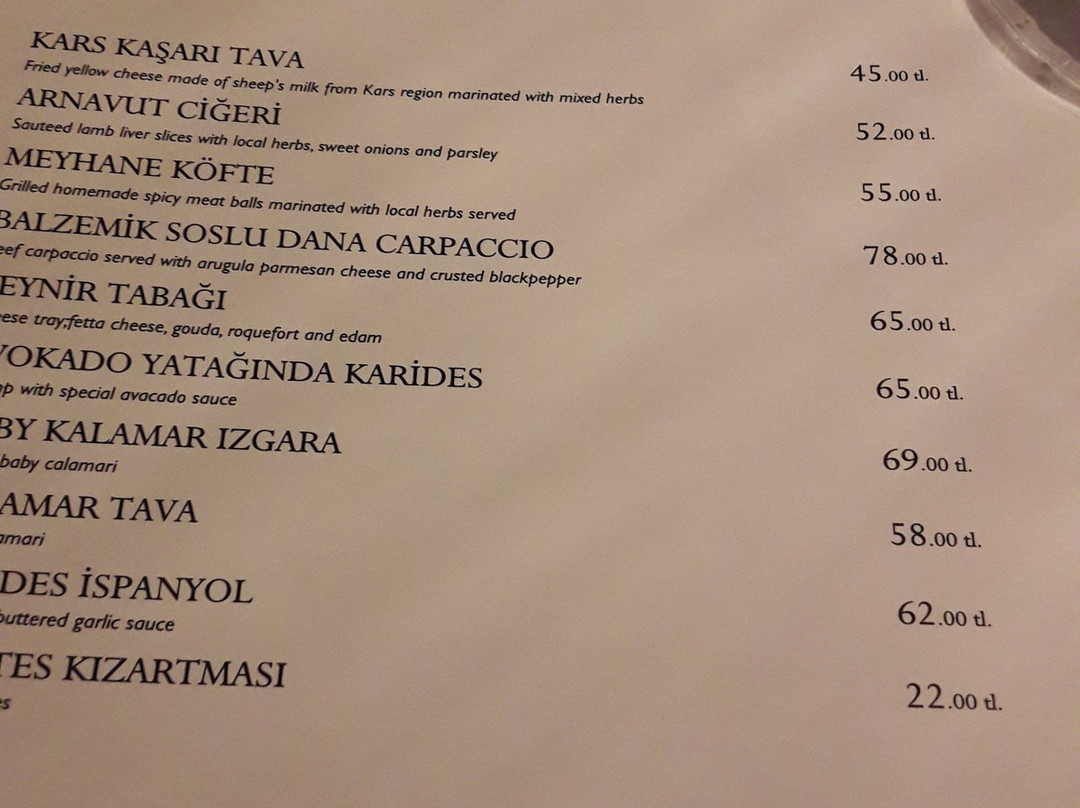 KARS KAŞARI TAVA 45.00 tl.
Fried yellow cheese made of sheep's milk from Kars region marinated with mixed herbs
ARNAVUT CİĞERİ 52.00 tl.
Sauteed lamb liver slices with local herbs, sweet onions and parsley
MEYHANE KÖFTE 55.00 tl.
Grilled homemade spicy meat balls marinated with local herbs served
BALZEMİK SOSLU DANA CARPACCIO 78.00 tl.
eef carpaccio served with arugula parmesan cheese and crusted blackpepper
EYNİR TABAĞI 65.00 tl.
ese tray;fetta cheese, gouda, roquefort and edam
VOKADO YATAĞINDA KARİDES 65.00 tl.
p with special avacado sauce
BY KALAMAR IZGARA 69.00 tl.
baby calamari
AMAR TAVA 58.00 tl.
amari
DES İSPANYOL 62.00 tl.
buttered garlic sauce
TES KIZARTMASI 22.00 tl.
es